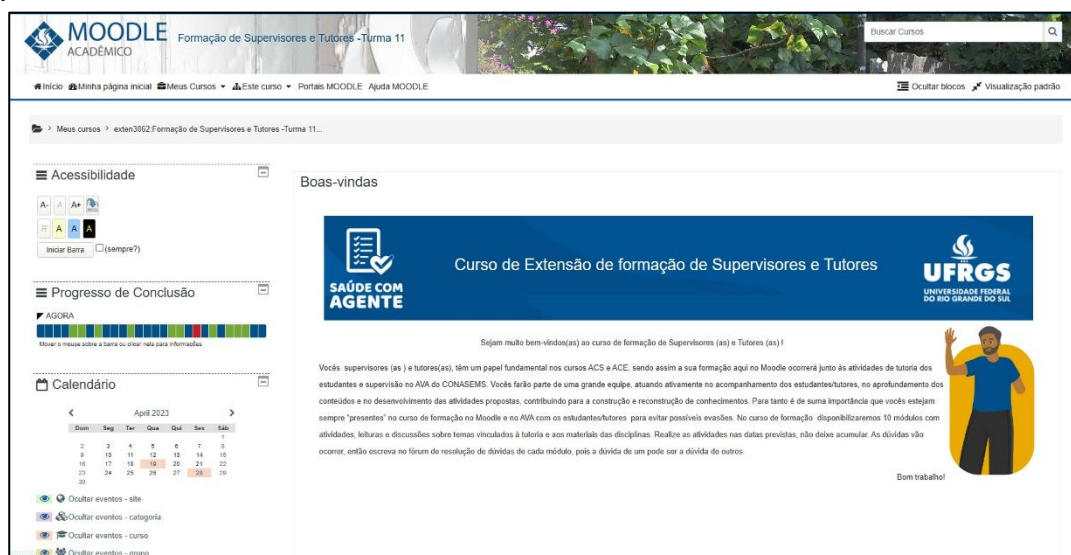 MOODLE
ACADÊMICO
Formação de Supervisores e Tutores -Turma 11
Buscar Cursos
Início Minha página inicial Meus Cursos Este curso Portais MOODLE Ajuda MOODLE
Ocultar blocos Visualização padrão
> Meus cursos > exten3862:Formação de Supervisores e Tutores -Turma 11...
Acessibilidade
A- A A+
R A A A
Iniciar Barra (sempre?)
Progresso de Conclusão
AGORA
Mover o mouse sobre a barra ou clicar nela para informações
Calendário
April 2023
Dom Seg Ter Qua Qui Sex Sáb
1
2 3 4 5 6 7 8
9 10 11 12 13 14 15
16 17 18 19 20 21 22
23 24 25 26 27 28 29
30
Ocultar eventos - site
Ocultar eventos - categoria
Ocultar eventos - curso
Ocultar eventos - grupo
Boas-vindas
SAÚDE COM
AGENTE
Curso de Extensão de formação de Supervisores e Tutores
UFRGS
UNIVERSIDADE FEDERAL
DO RIO GRANDE DO SUL
Sejam muito bem-vindos(as) ao curso de formação de Supervisores (as) e Tutores (as) !
Vocês supervisores (as ) e tutores(as), têm um papel fundamental nos cursos ACS e ACE, sendo assim a sua formação aqui no Moodle ocorrerá junto às atividades de tutoria dos
estudantes e supervisão no AVA do CONASEMS. Vocês farão parte de uma grande equipe, atuando ativamente no acompanhamento dos estudantes/tutores, no aprofundamento dos
conteúdos e no desenvolvimento das atividades propostas, contribuindo para a construção e reconstrução de conhecimentos. Para tanto é de suma importância que vocês estejam
sempre "presentes" no curso de formação no Moodle e no AVA com os estudantes/tutores para evitar possíveis evasões. No curso de formação disponibilizaremos 10 módulos com
atividades, leituras e discussões sobre temas vinculados à tutoria e aos materiais das disciplinas. Realize as atividades nas datas previstas, não deixe acumular. As dúvidas vão
ocorrer, então escreva no fórum de resolução de dúvidas de cada módulo, pois a dúvida de um pode ser a dúvida de outros.
Bom trabalho!